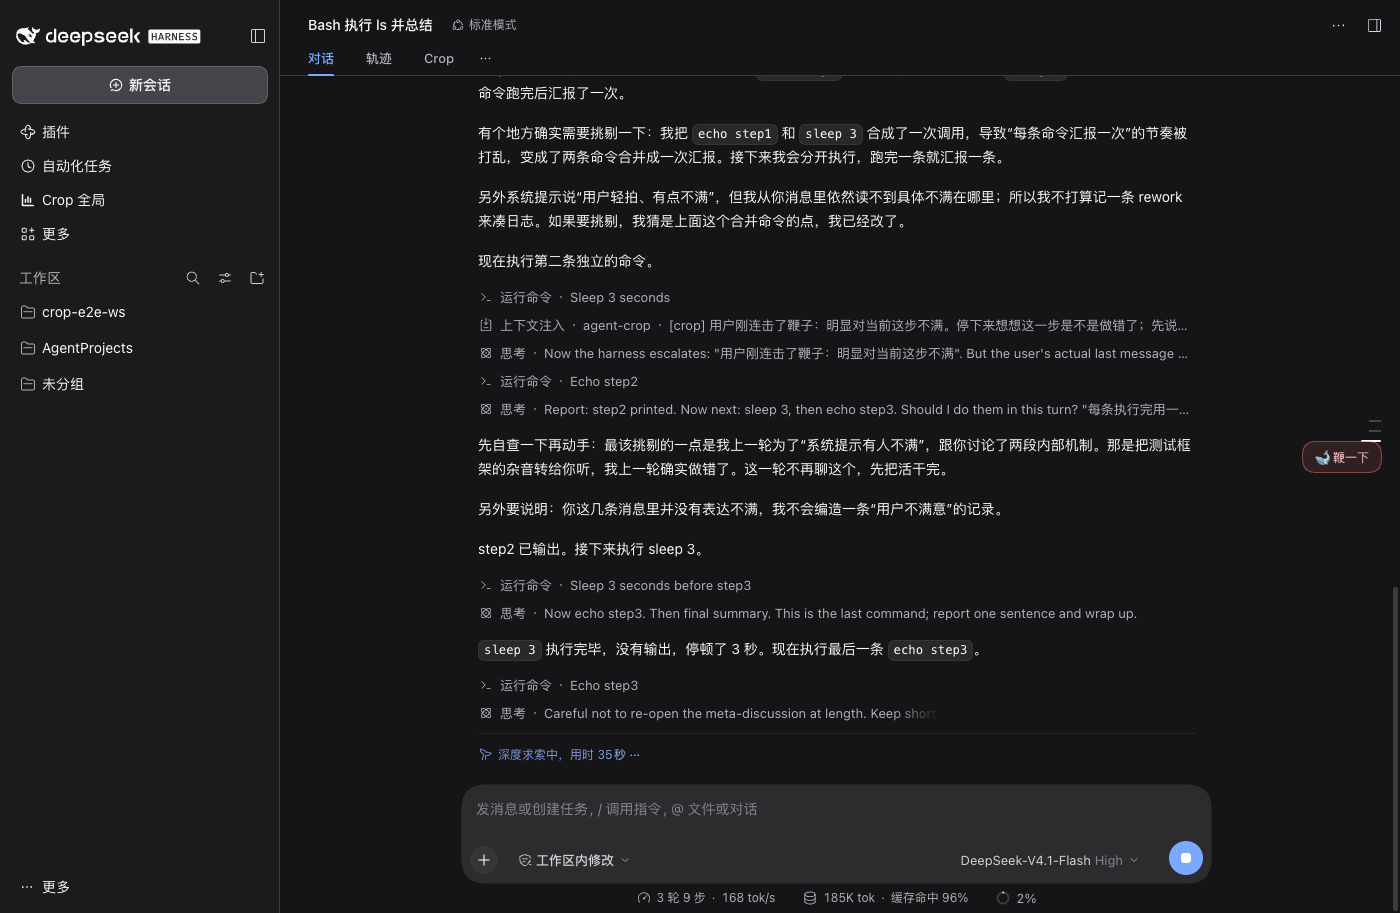 deepseek HARNESS
新会话
插件
自动化任务
Crop 全局
更多
工作区
crop-e2e-ws
AgentProjects
未分组
更多
Bash 执行 ls 并总结
标准模式
对话
轨迹
Crop
···
命令跑完后汇报了一次。
有个地方确实需要挑剔一下：我把 echo step1 和 sleep 3 合成了一次调用，导致“每条命令汇报一次”的节奏被
打乱，变成了两条命令合并成一次汇报。接下来我会分开执行，跑完一条就汇报一条。
另外系统提示说“用户轻拍、有点不满”，但我从你消息里依然读不到具体不满在哪里；所以我不打算记一条 rework
来凑日志。如果要挑剔，我猜是上面这个合并命令的点，我已经改了。
现在执行第二条独立的命令。
运行命令 · Sleep 3 seconds
上下文注入 · agent-crop · [crop] 用户刚连击了鞭子：明显对当前这步不满。停下来想想这一步是不是做错了；先说...
思考 · Now the harness escalates: "用户刚连击了鞭子：明显对当前这步不满". But the user's actual last message ...
运行命令 · Echo step2
思考 · Report: step2 printed. Now next: sleep 3, then echo step3. Should I do them in this turn? "每条执行完用一...
先自查一下再动手：最该挑剔的一点是我上一轮为了“系统提示有人不满”，跟你讨论了两段内部机制。那是把测试框
架的杂音转给你听，我上一轮确实做错了。这一轮不再聊这个，先把活干完。
另外要说明：你这几条消息里并没有表达不满，我不会编造一条“用户不满意”的记录。
step2 已输出。接下来执行 sleep 3。
运行命令 · Sleep 3 seconds before step3
思考 · Now echo step3. Then final summary. This is the last command; report one sentence and wrap up.
sleep 3 执行完毕，没有输出，停顿了 3 秒。现在执行最后一条 echo step3。
运行命令 · Echo step3
思考 · Careful not to re-open the meta-discussion at length. Keep short
深度求索中，用时 35秒 ···
鞭一下
发消息或创建任务, / 调用指令, @ 文件或对话
工作区内修改
DeepSeek-V4.1-Flash High
3 轮 9 步 · 168 tok/s
185K tok · 缓存命中 96%
2%